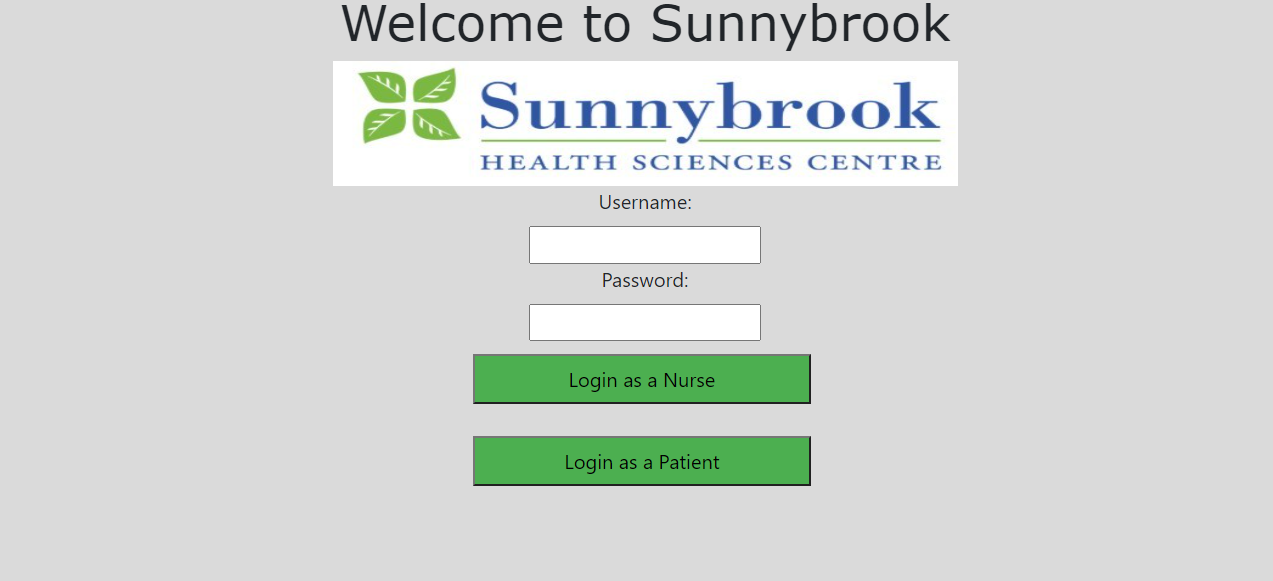 Welcome to Sunnybrook
Sunnybrook
HEALTH SCIENCES CENTRE
Username:
Password:
Login as a Nurse
Login as a Patient